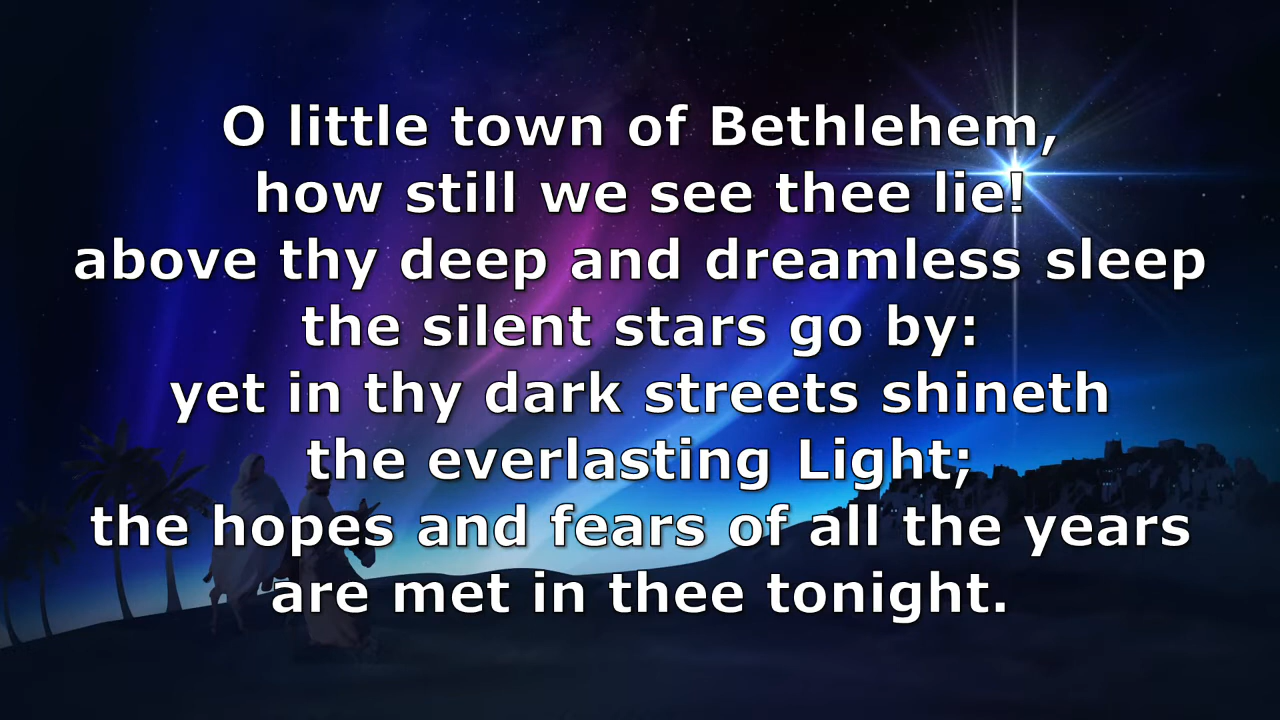 O little town of Bethlehem,
how still we see thee lie!
above thy deep and dreamless sleep
the silent stars go by:
yet in thy dark streets shineth
the everlasting Light;
the hopes and fears of all the years
are met in thee tonight.